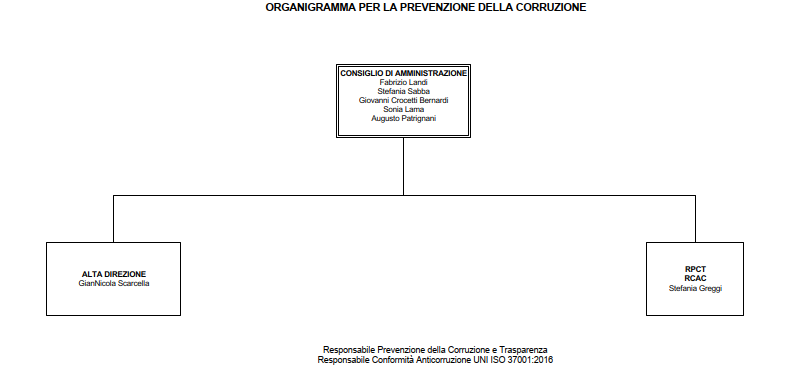 ORGANIGRAMMA PER LA PREVENZIONE DELLA CORRUZIONE
CONSIGLIO DI AMMINISTRAZIONE
Fabrizio Landi
Stefania Sabba
Giovanni Crocetti Bernardi
Sonia Lama
Augusto Patrignani
ALTA DIREZIONE
GianNicola Scarcella
RPCT
RCAC
Stefania Greggi
Responsabile Prevenzione della Corruzione e Trasparenza
Responsabile Conformità Anticorruzione UNI ISO 37001:2016